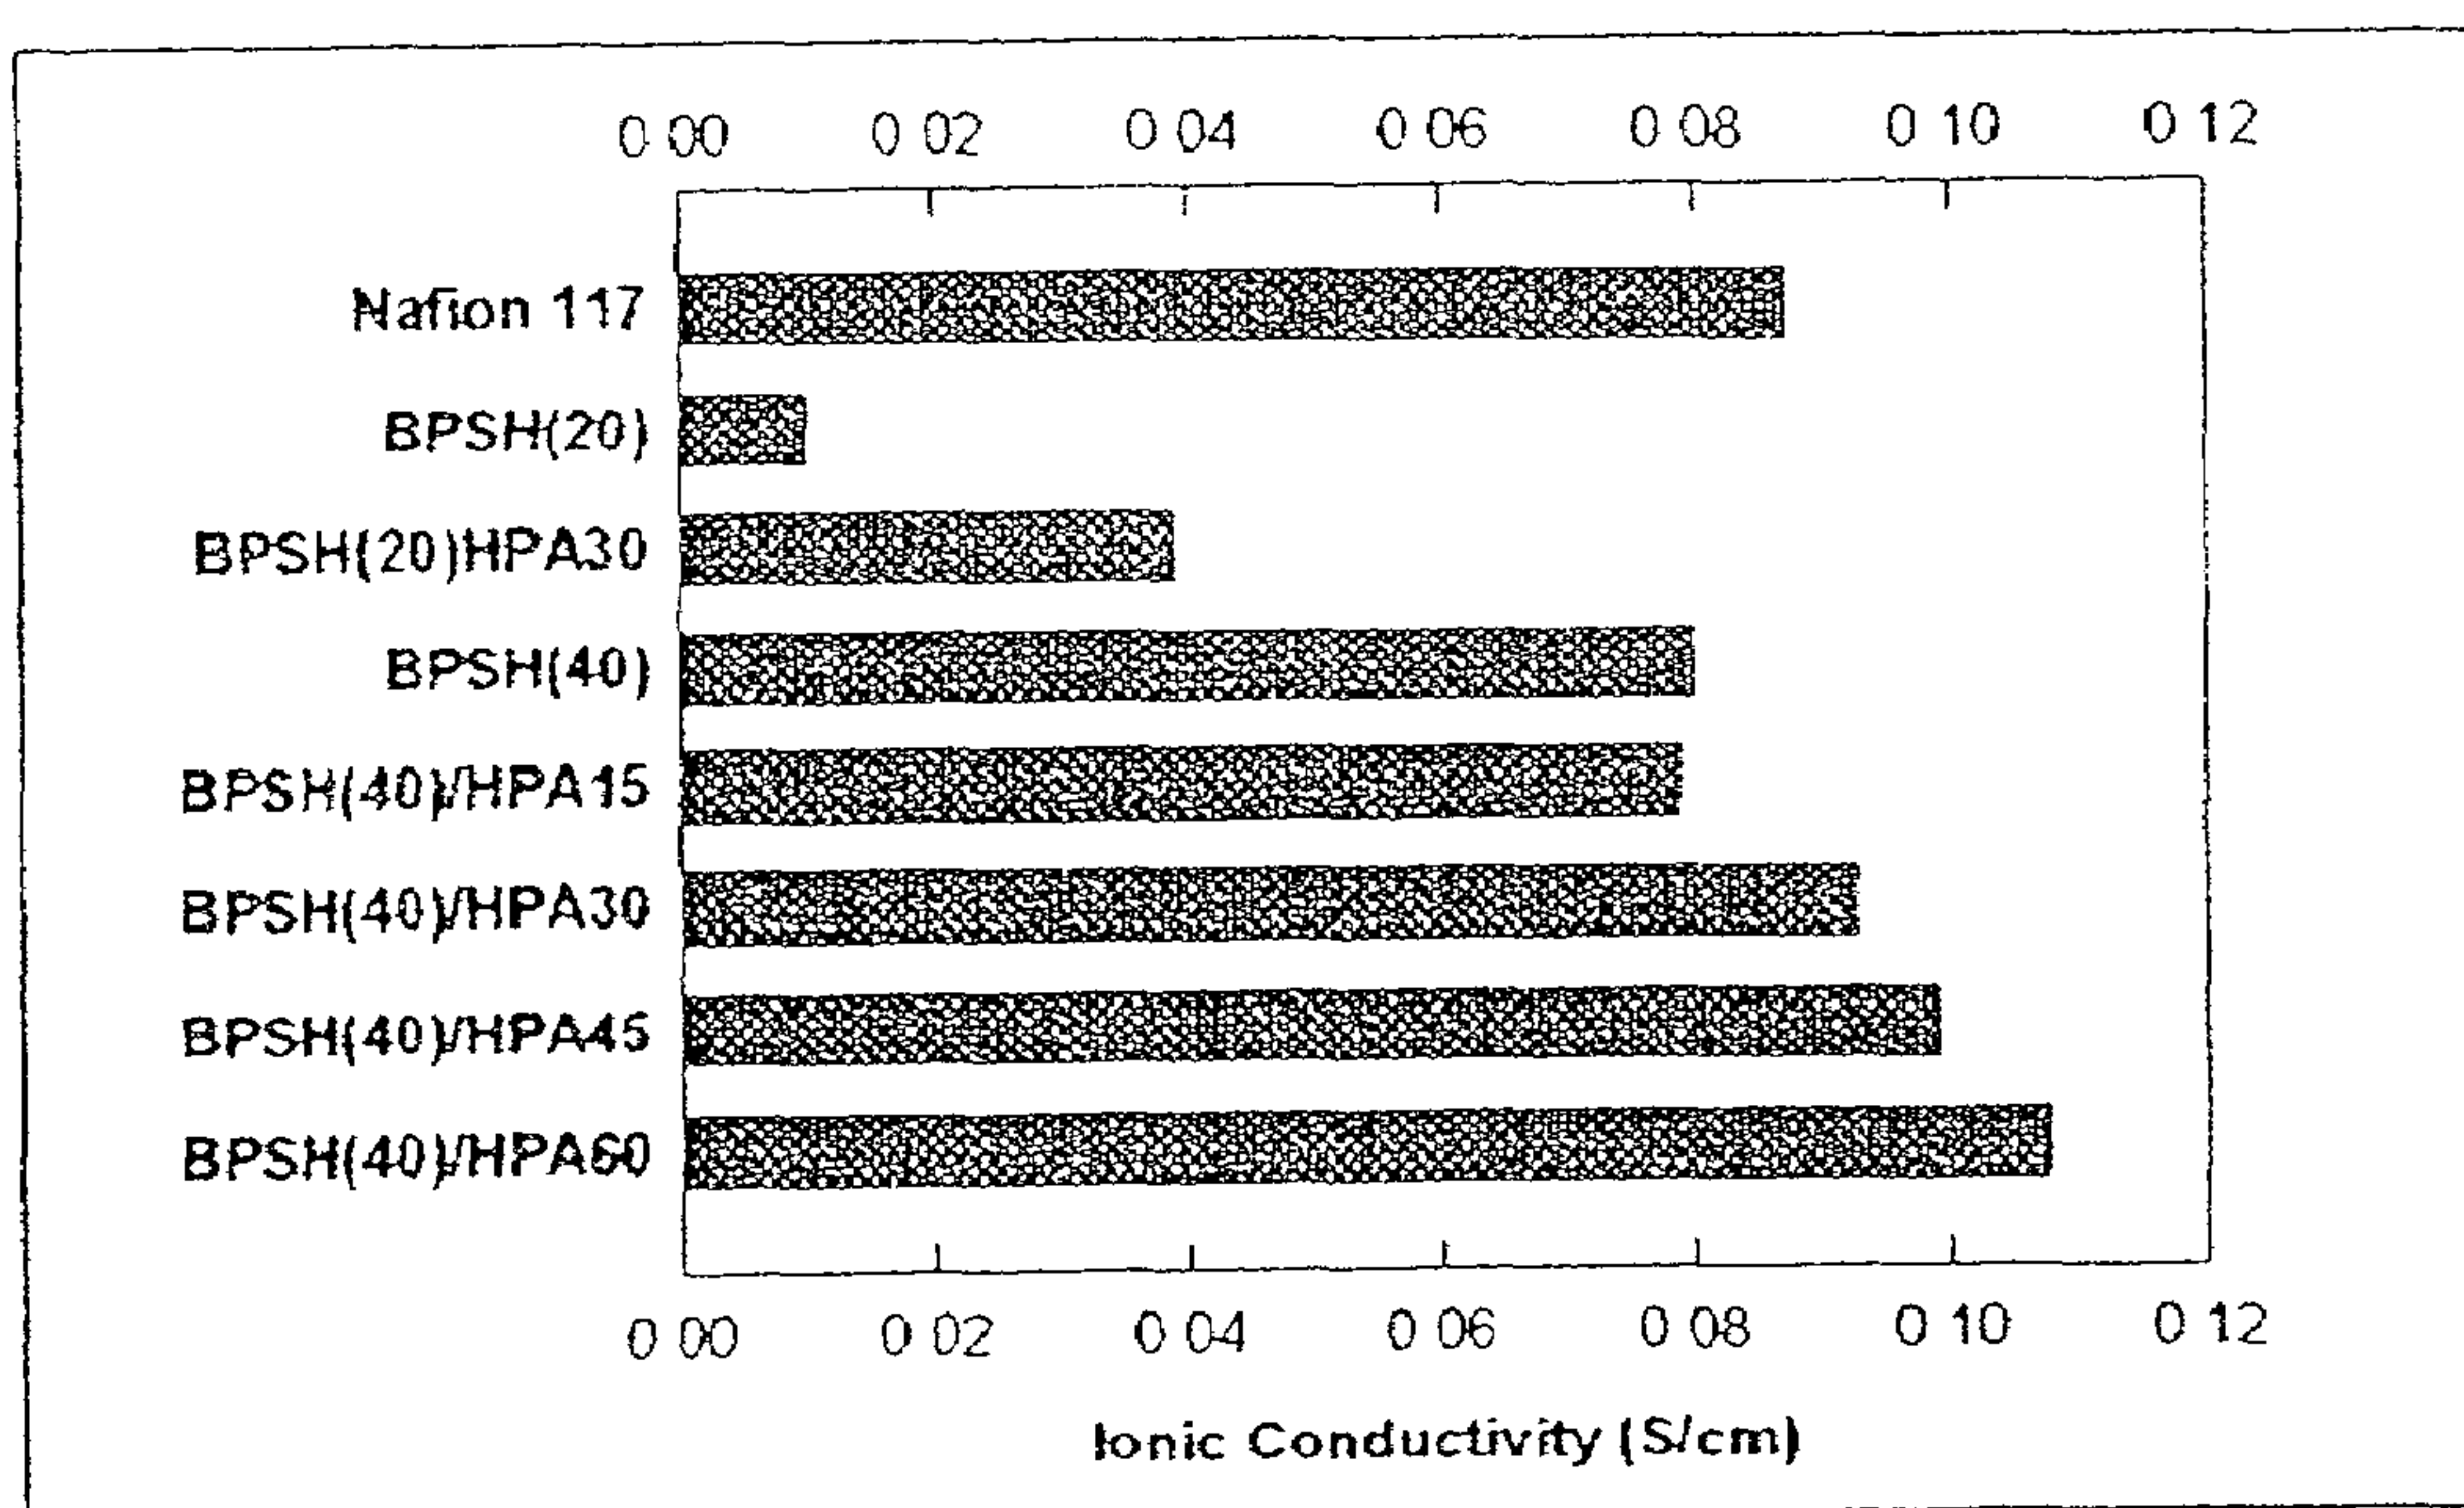 0 00 0 02 0 04 0 06 0 08 0 10 0 12
Nafion 117
BPSH(20)
BPSH(20)HPA30
BPSH(40)
BPSH(40)/HPA15
BPSH(40)/HPA30
BPSH(40)/HPA45
BPSH(40)/HPA60
0 00 0 02 0 04 0 06 0 08 0 10 0 12
Ionic Conductivity (S/cm)